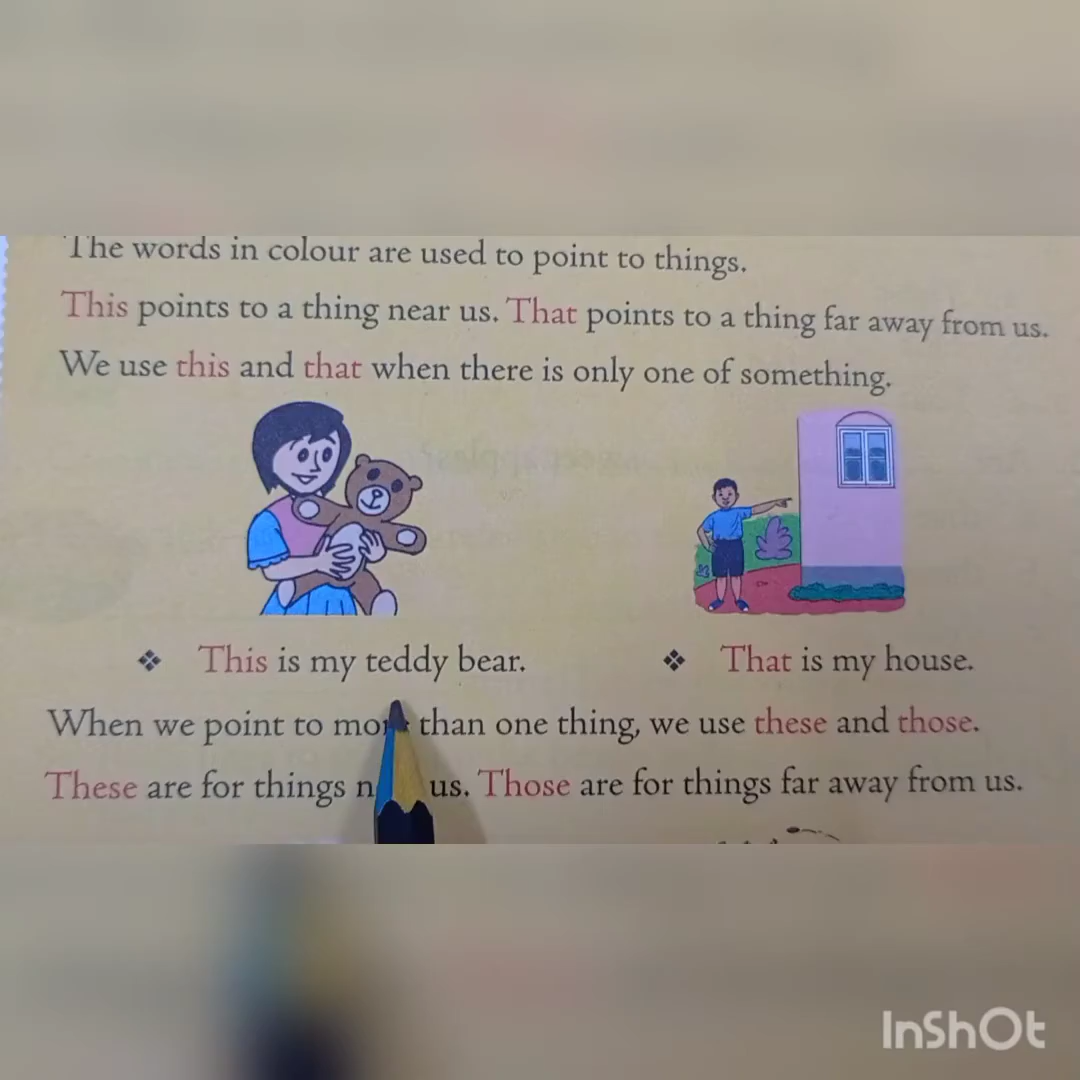 The words in colour are used to point to things.
This points to a thing near us. That points to a thing far away from us.
We use this and that when there is only one of something.
❖ This is my teddy bear. ❖ That is my house.
When we point to than one thing, we use these and those.
These are for things us. Those are for things far away from us.
InShOt